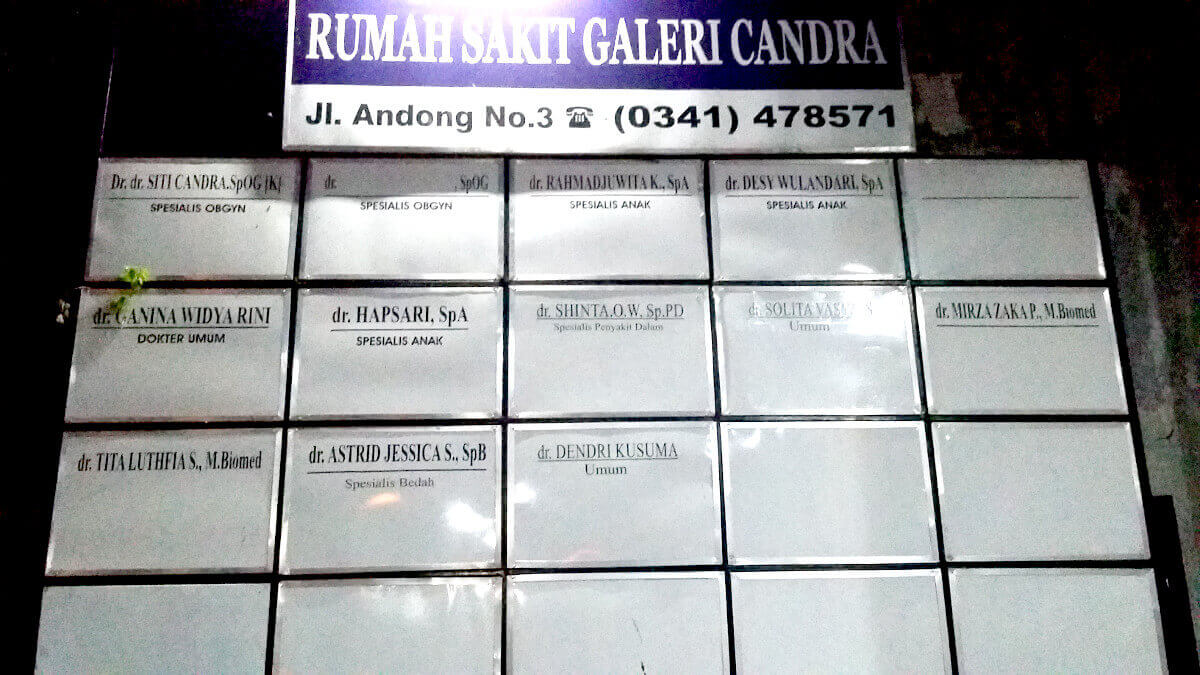 RUMAH SAKIT GALERI CANDRA
Jl. Andong No.3 ☎ (0341) 478571
Dr. dr. SITI CANDRA.SpOG [K]
SPESIALIS OBGYN
dr. , SpOG
SPESIALIS OBGYN
dr. RAHMADJUWITA K., SpA
SPESIALIS ANAK
dr. DESY WULANDARI, SpA
SPESIALIS ANAK
dr. WIDYA RINI
DOKTER UMUM
dr. HAPSARI, SpA
SPESIALIS ANAK
dr. SHINTA.O.W, Sp.PD
Spesialis Penyakit Dalam
dr. SOLITA
Umum
dr. MIRZA ZAKA P., M.Biomed
dr. TITA LUTHFIA S., M.Biomed
dr. ASTRID JESSICA S., SpB
Spesialis Bedah
dr. DENDRI KUSUMA
Umum